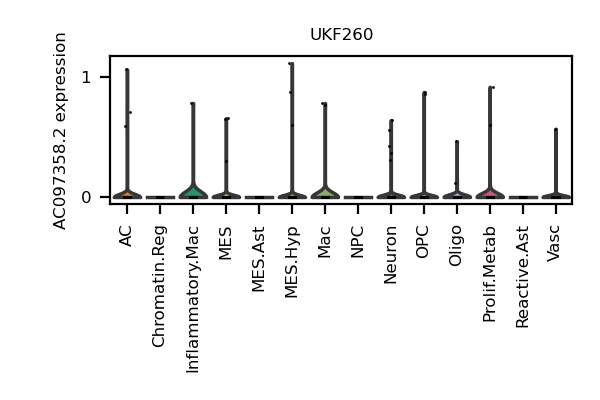 UKF260
AC097358.2 expression
1
0
AC
Chromatin.Reg
Inflammatory.Mac
MES
MES.Ast
MES.Hyp
Mac
NPC
Neuron
OPC
Oligo
Prolif.Metab
Reactive.Ast
Vasc